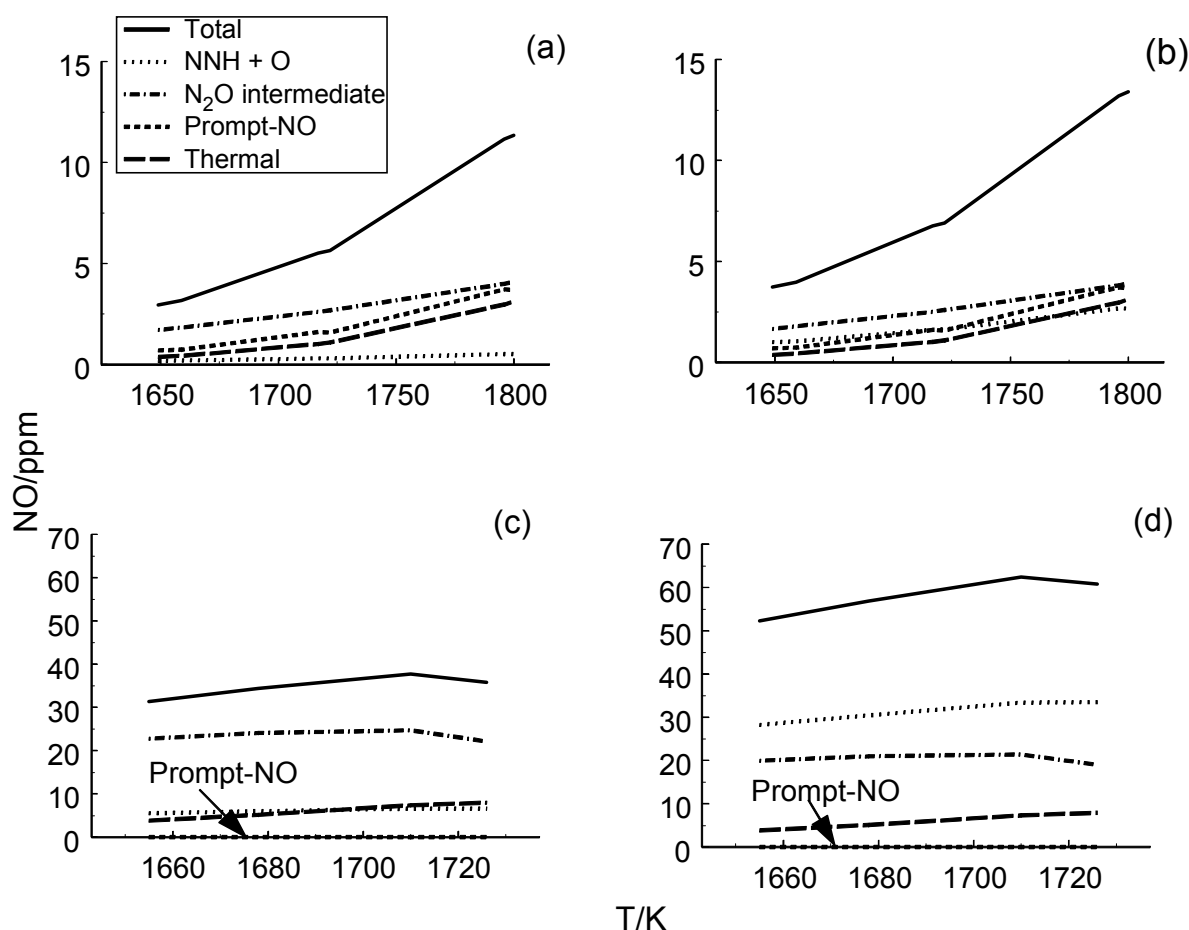 Total
NNH + O
N₂O intermediate
Prompt-NO
Thermal
(a)
15
10
5
0
1650 1700 1750 1800
(b)
15
10
5
0
1650 1700 1750 1800
NO/ppm
(c)
70
60
50
40
30
20
10
0
Prompt-NO
1660 1680 1700 1720
(d)
70
60
50
40
30
20
10
0
Prompt-NO
1660 1680 1700 1720
T/K